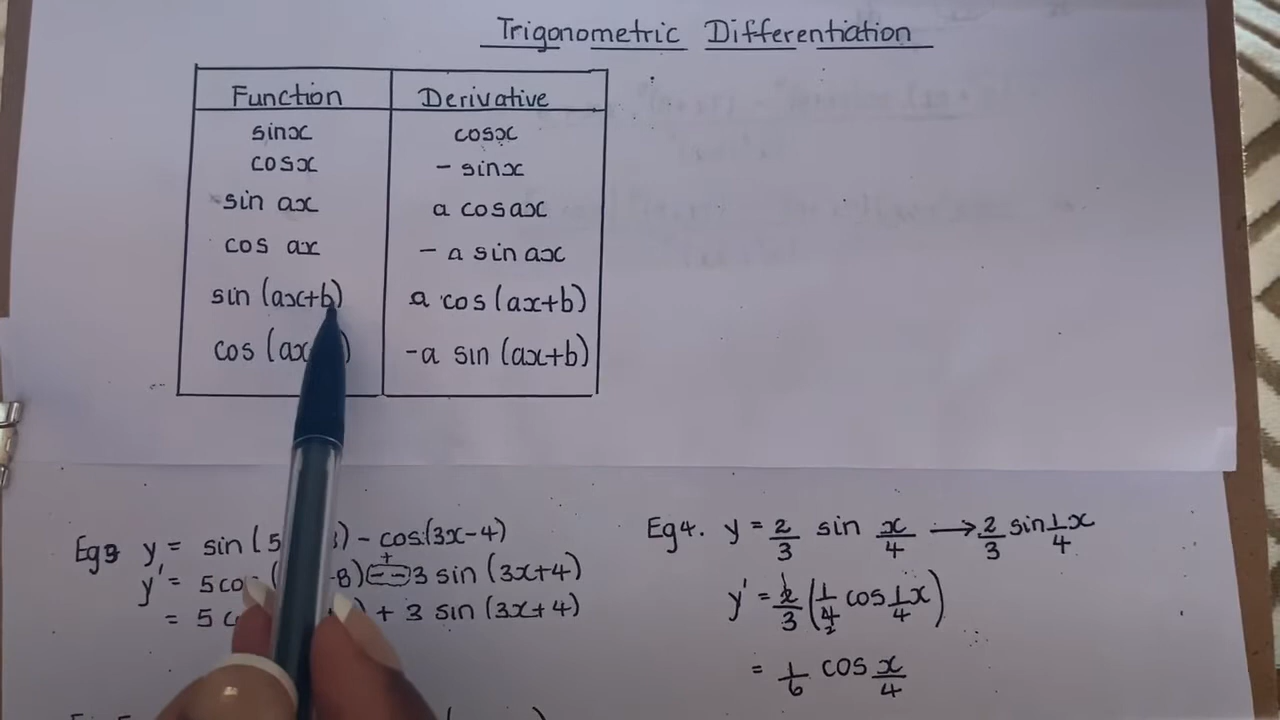 Trigonometric Differentiation
Function Derivative
sinx cosx
cosx - sinx
sin ax a cosax
cos ax - a sin ax
sin (ax+b) a cos (ax+b)
cos (ax -a sin (ax+b)
Eg3 y = sin (5 ) - cos(3x-4)
y' = 5cos ( -8) + [- -] 3 sin (3x+4)
= 5 c ) + 3 sin (3x+4)
Eg4. y = 2/3 sin x/4 → 2/3 sin 1/4 x
y' = 2/3 (1/4 cos 1/4 x)
= 1/6 cos x/4